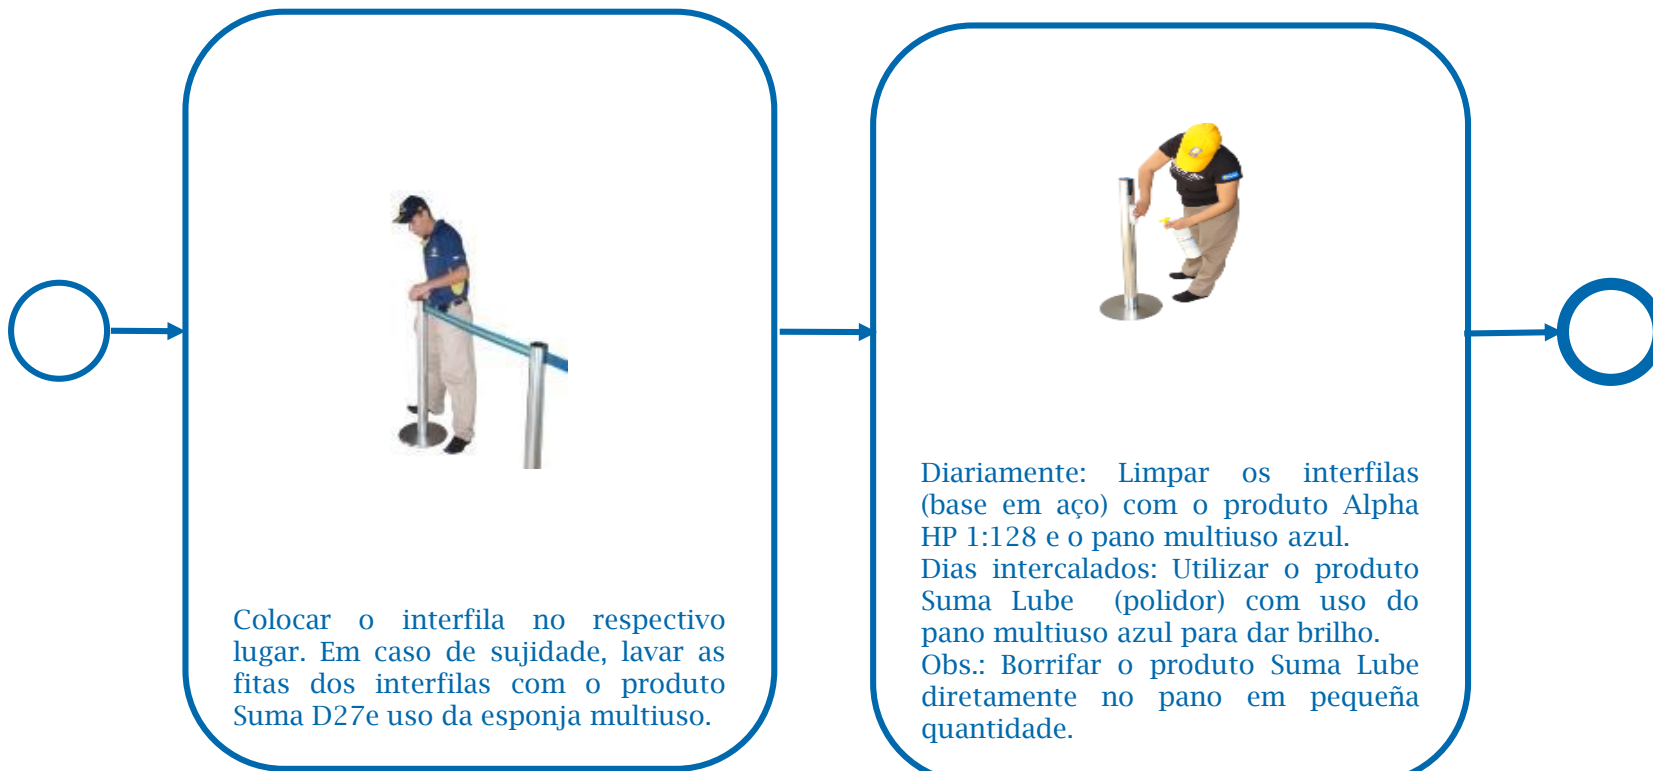 Colocar o interfila no respectivo
lugar. Em caso de sujidade, lavar as
fitas dos interfilas com o produto
Suma D27e uso da esponja multiuso.
Diariamente: Limpar os interfilas
(base em aço) com o produto Alpha
HP 1:128 e o pano multiuso azul.
Dias intercalados: Utilizar o produto
Suma Lube (polidor) com uso do
pano multiuso azul para dar brilho.
Obs.: Borrifar o produto Suma Lube
diretamente no pano em pequeña
quantidade.